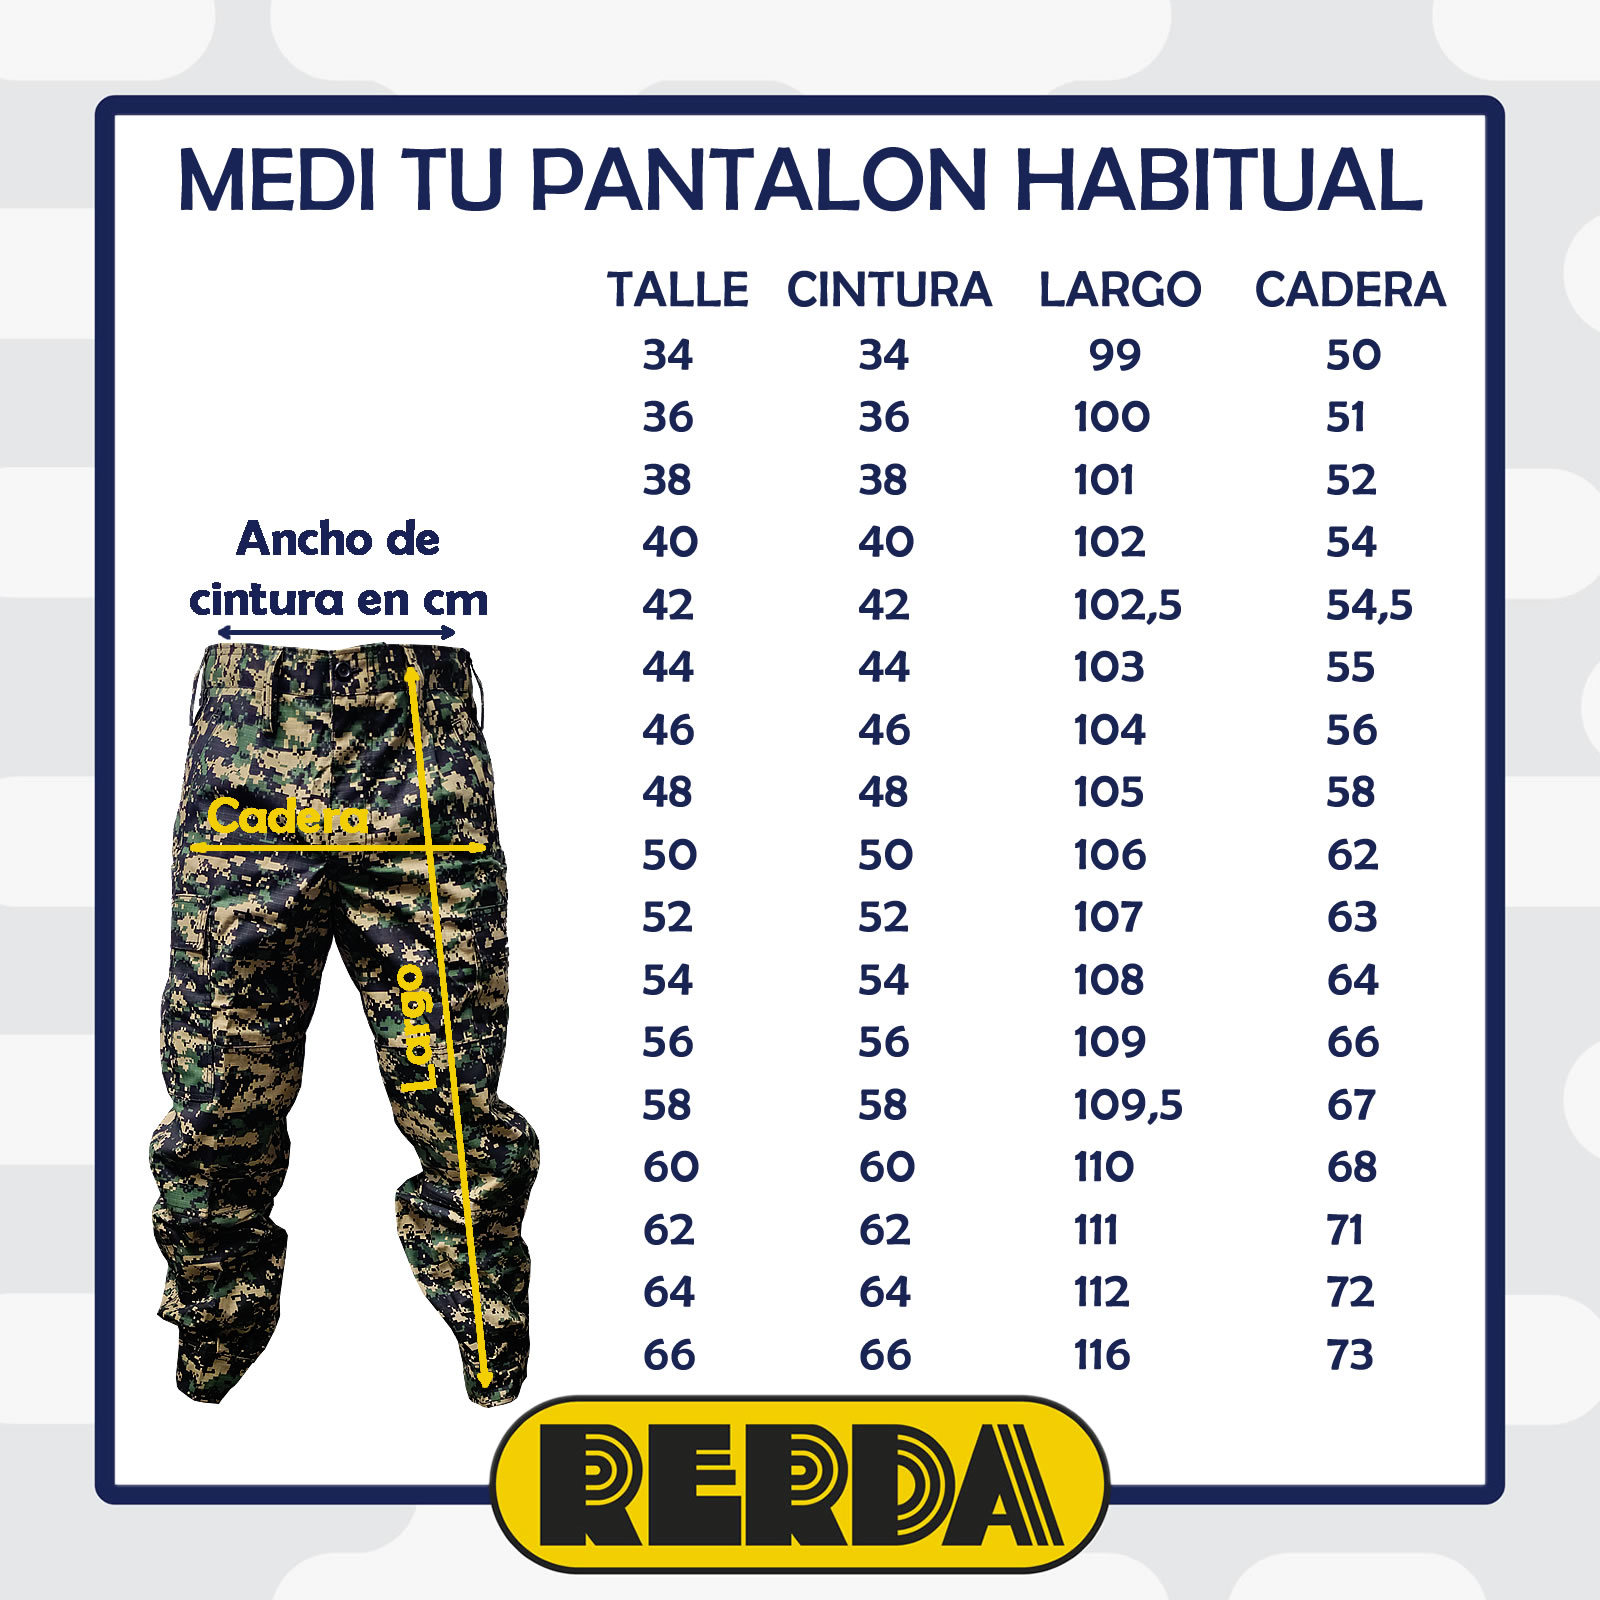 MEDI TU PANTALON HABITUAL
TALLE CINTURA LARGO CADERA
34 34 99 50
36 36 100 51
38 38 101 52
40 40 102 54
42 42 102,5 54,5
44 44 103 55
46 46 104 56
48 48 105 58
50 50 106 62
52 52 107 63
54 54 108 64
56 56 109 66
58 58 109,5 67
60 60 110 68
62 62 111 71
64 64 112 72
66 66 116 73
Ancho de
cintura en cm
Cadera
Largo
RERDA